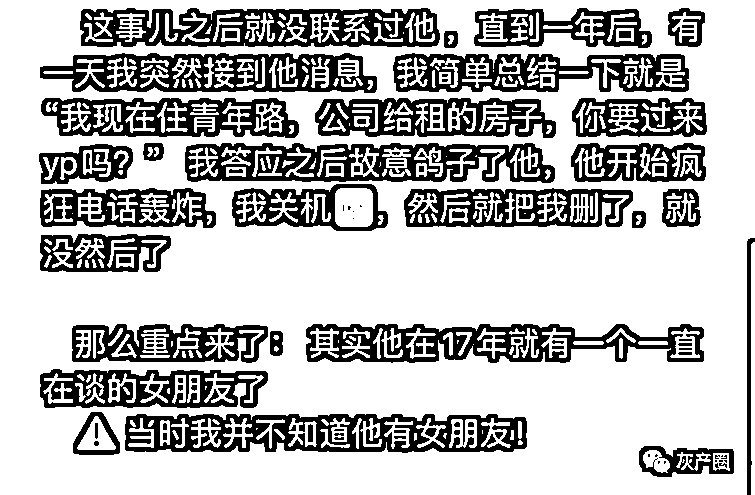 这事儿之后就没联系过他，直到一年后，有
一天我突然接到他消息，我简单总结一下就是
“我现在住青年路，公司给租的房子，你要过来
yp吗？” 我答应之后故意鸽子了他，他开始疯
狂电话轰炸，我关机，然后就把我删了，就
没然后了
那么重点来了： 其实他在17年就有一个一直
在谈的女朋友了
⚠当时我并不知道他有女朋友！
灰产圈